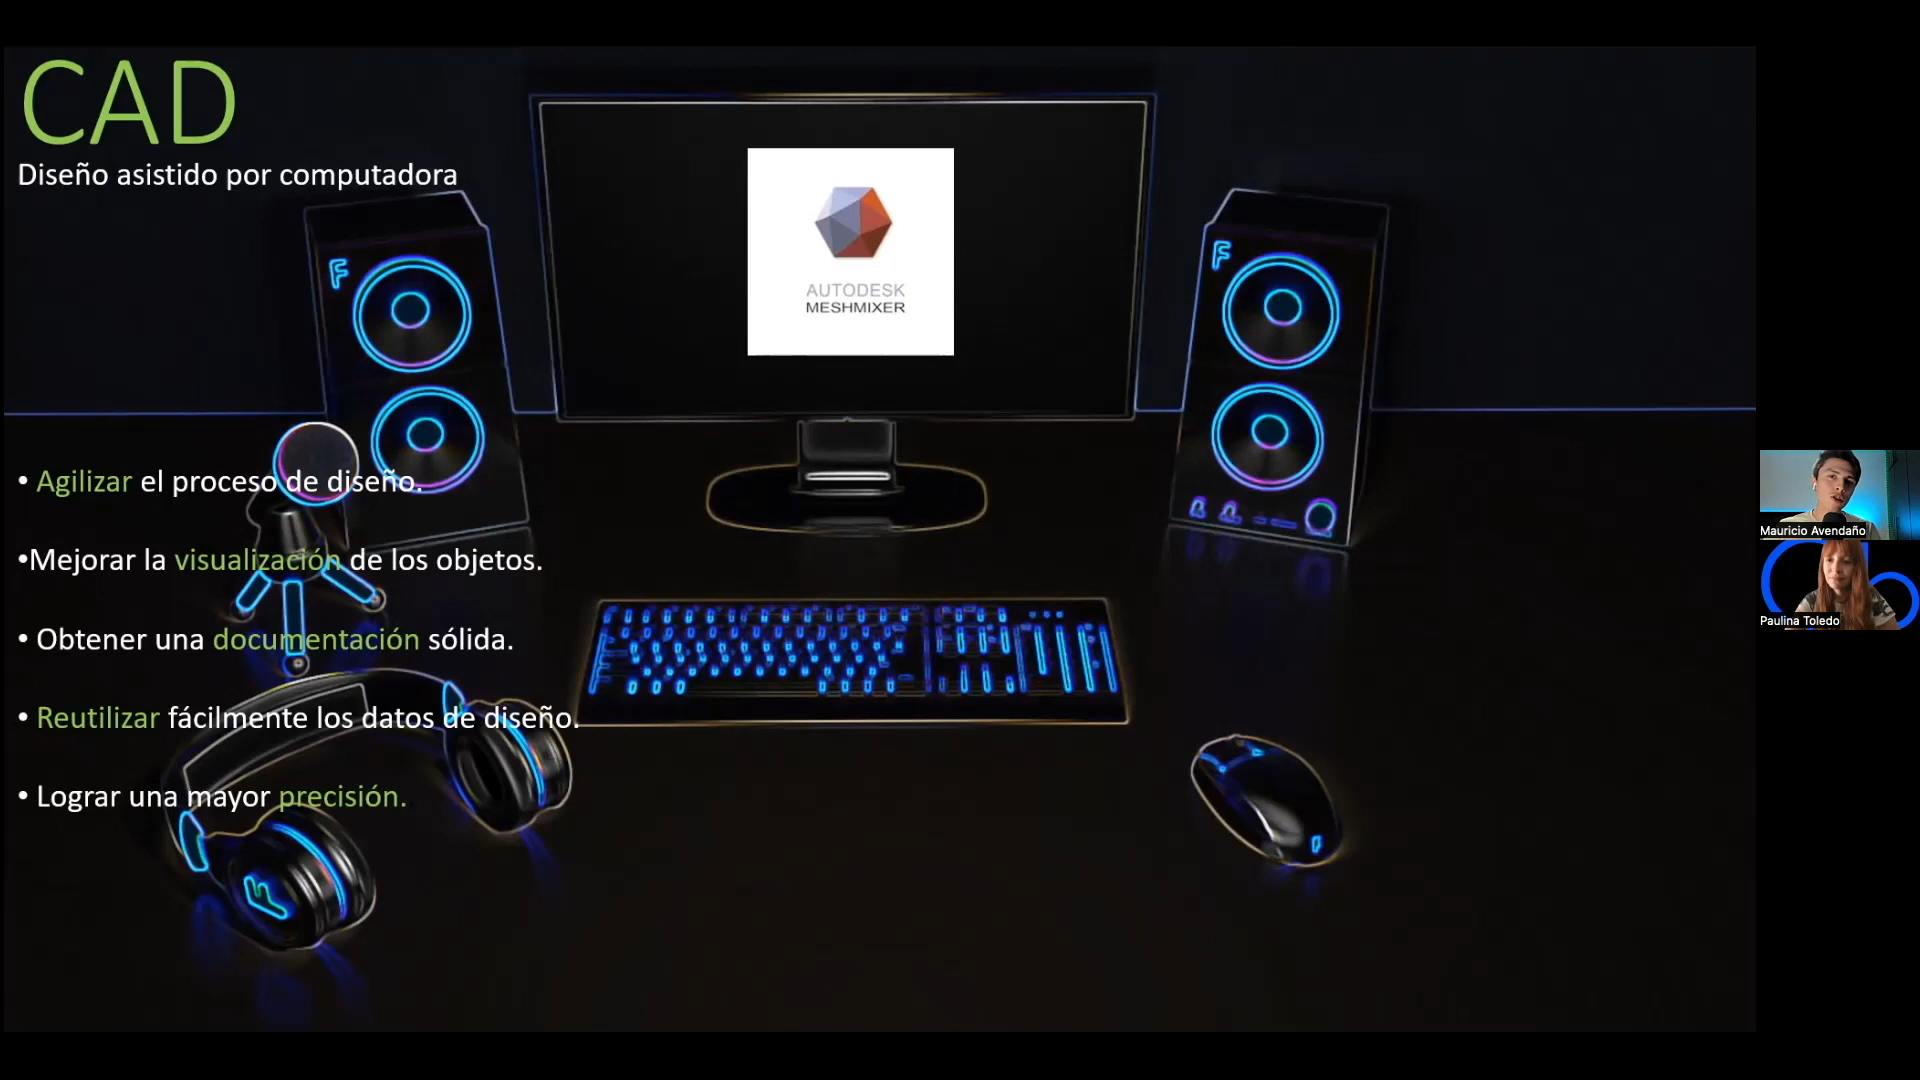 CAD
Diseño asistido por computadora
AUTODESK
MESHMIXER
F
F
• Agilizar el proceso de diseño.
•Mejorar la visualización de los objetos.
• Obtener una documentación sólida.
• Reutilizar fácilmente los datos de diseño.
• Lograr una mayor precisión.
F
Mauricio Avendaño
Paulina Toledo